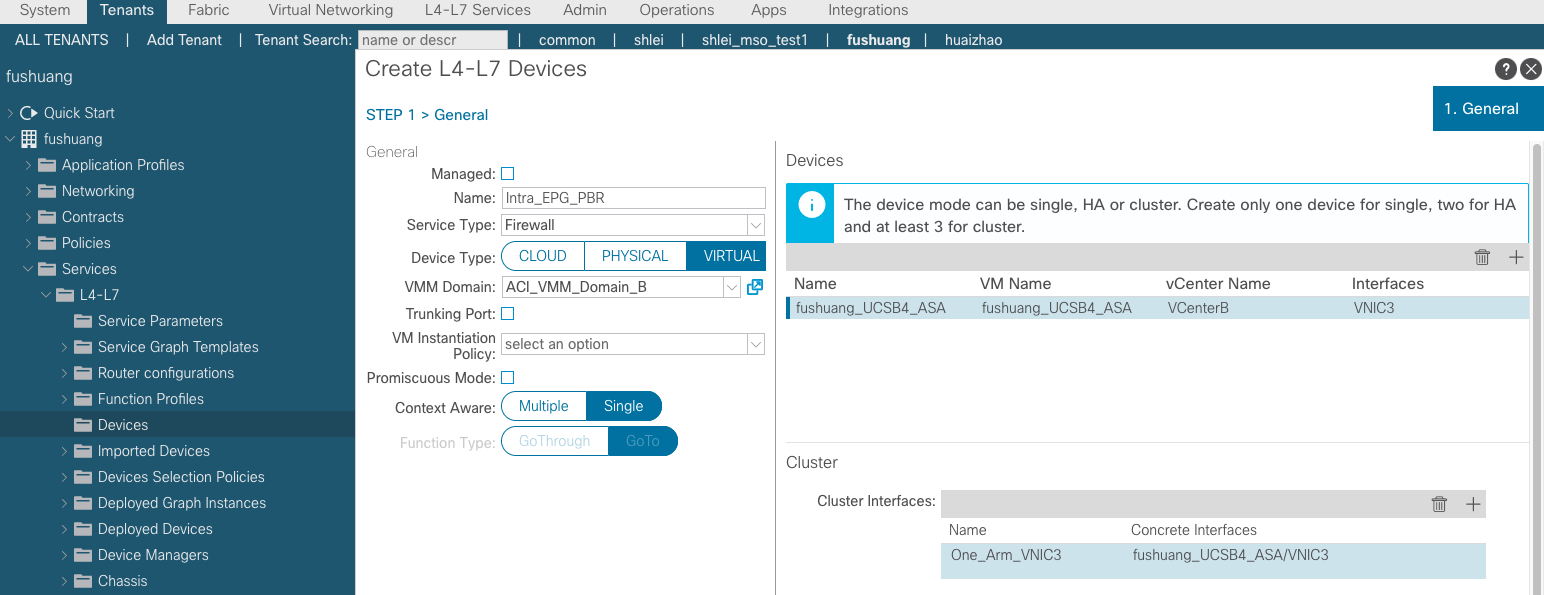 System Tenants Fabric Virtual Networking L4-L7 Services Admin Operations Apps Integrations
ALL TENANTS | Add Tenant | Tenant Search: name or descr | common | shlei | shlei_mso_test1 | fushuang | huaizhao
fushuang
Quick Start
fushuang
Application Profiles
Networking
Contracts
Policies
Services
L4-L7
Service Parameters
Service Graph Templates
Router configurations
Function Profiles
Devices
Imported Devices
Devices Selection Policies
Deployed Graph Instances
Deployed Devices
Device Managers
Chassis
Create L4-L7 Devices
STEP 1 > General
1. General
General
Managed:
Name: Intra_EPG_PBR
Service Type: Firewall
Device Type: CLOUD PHYSICAL VIRTUAL
VMM Domain: ACI_VMM_Domain_B
Trunking Port:
VM Instantiation
Policy: select an option
Promiscuous Mode:
Context Aware: Multiple Single
Function Type: GoThrough GoTo
Devices
The device mode can be single, HA or cluster. Create only one device for single, two for HA
and at least 3 for cluster.
Name VM Name vCenter Name Interfaces
fushuang_UCSB4_ASA fushuang_UCSB4_ASA VCenterB VNIC3
Cluster
Cluster Interfaces:
Name Concrete Interfaces
One_Arm_VNIC3 fushuang_UCSB4_ASA/VNIC3